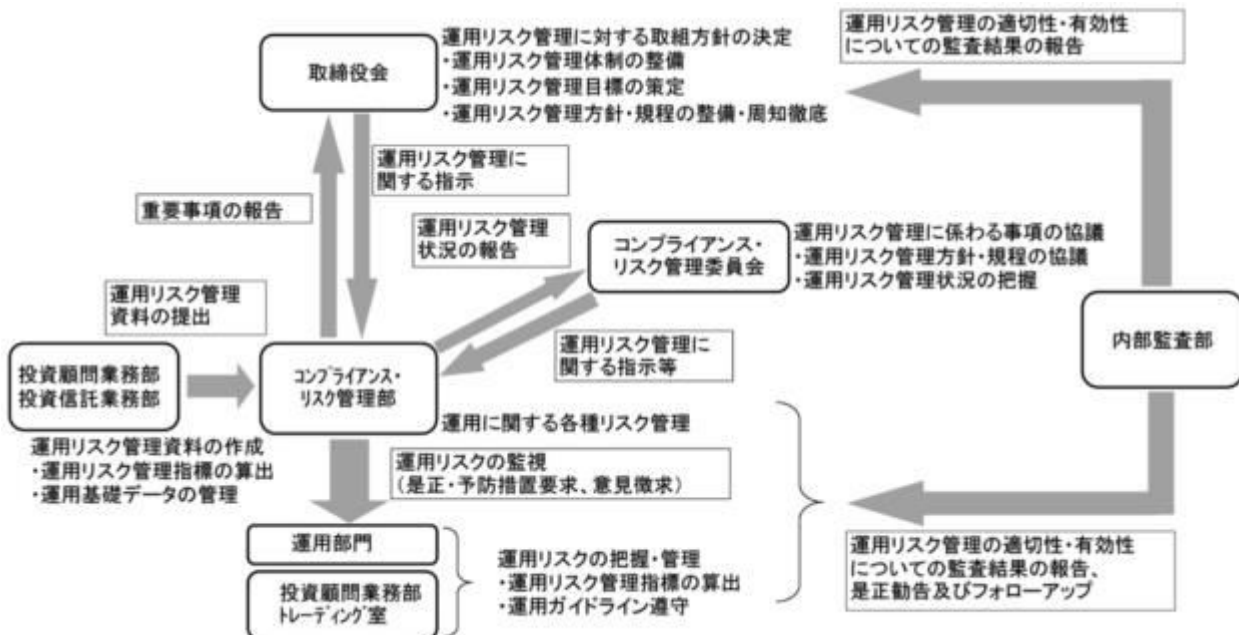 運用リスク管理に対する取組方針の決定
・運用リスク管理体制の整備
・運用リスク管理目標の策定
・運用リスク管理方針・規程の整備・周知徹底
取締役会
運用リスク管理の適切性・有効性
についての監査結果の報告
運用リスク管理に
関する指示
重要事項の報告
運用リスク管理
状況の報告
コンプライアンス・
リスク管理委員会
運用リスク管理に係わる事項の協議
・運用リスク管理方針・規程の協議
・運用リスク管理状況の把握
運用リスク管理
資料の提出
内部監査部
運用リスク管理に
関する指示等
投資顧問業務部
投資信託業務部
コンプライアンス・
リスク管理部
運用に関する各種リスク管理
運用リスク管理資料の作成
・運用リスク管理指標の算出
・運用基礎データの管理
運用リスクの監視
(是正・予防措置要求、意見徴求)
運用部門
投資顧問業務部
トレーディング室
運用リスクの把握・管理
・運用リスク管理指標の算出
・運用ガイドライン遵守
運用リスク管理の適切性・有効性
についての監査結果の報告、
是正勧告及びフォローアップ